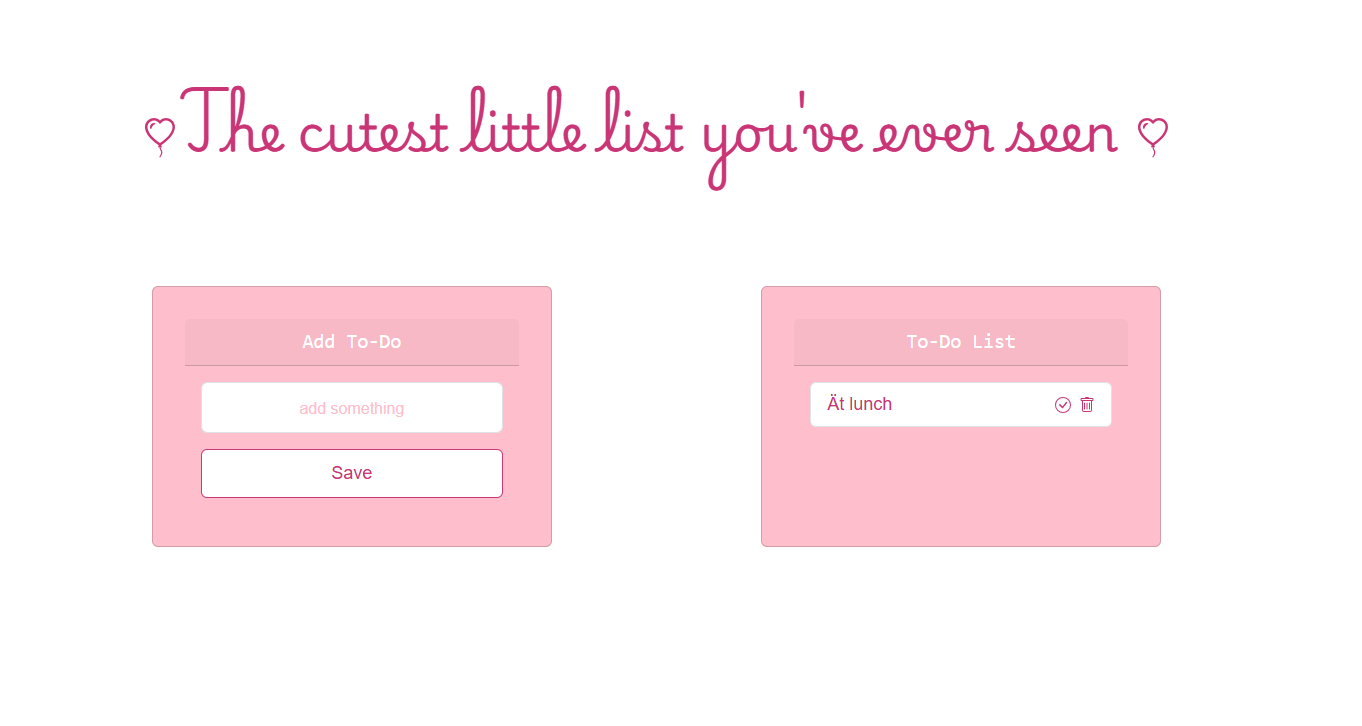 The cutest little list you've ever seen
Add To-Do
add something
Save
To-Do List
Ät lunch